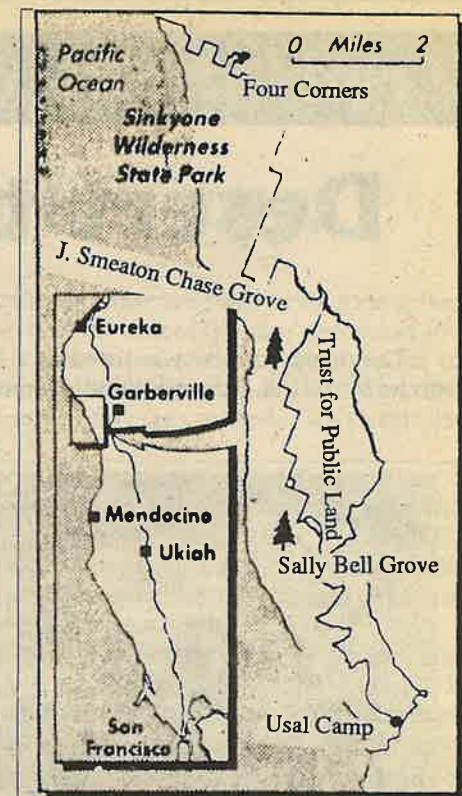 0 Miles 2
Pacific
Ocean
Four Corners
Sinkyone
Wilderness
State Park
J. Smeaton Chase Grove
Eureka
Garberville
Trust for Public Land
Mendocino
Ukiah
Sally Bell Grove
Usal Camp
San
Francisco